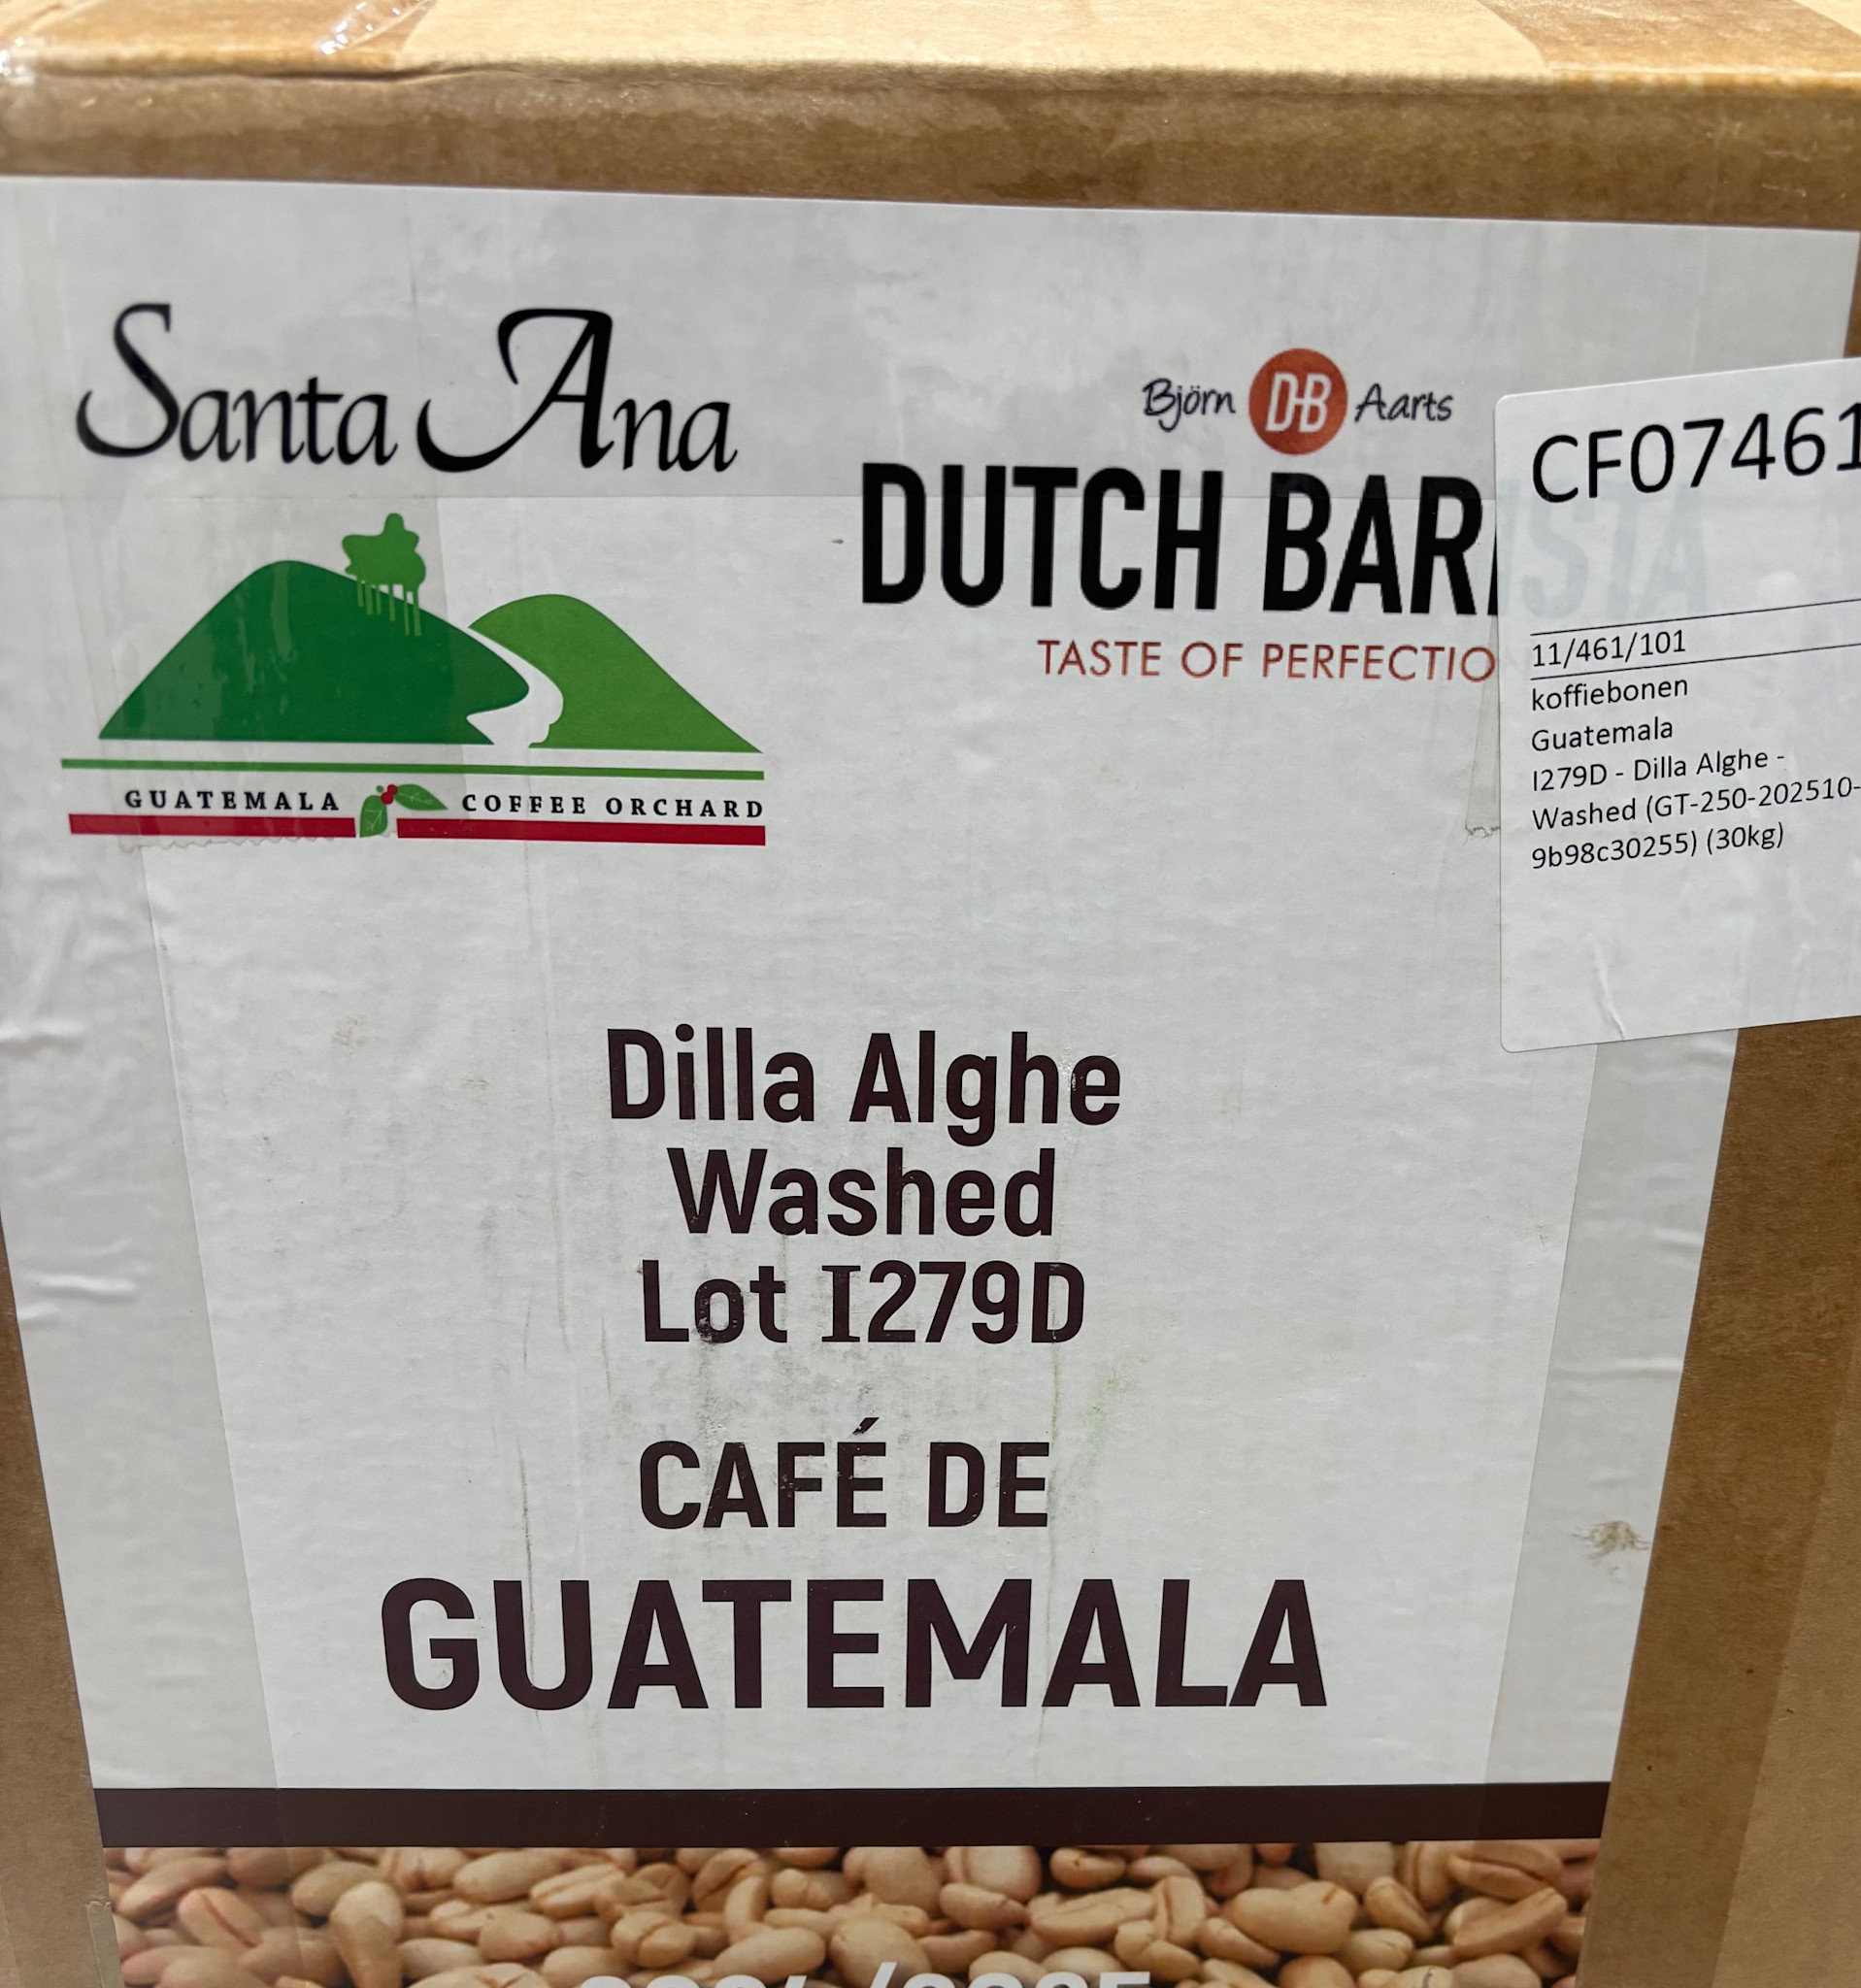 Santa Ana
GUATEMALA COFFEE ORCHARD
Björn DB Aarts
DUTCH BARISTA
TASTE OF PERFECTIO
CF07461
11/461/101
koffiebonen
Guatemala
I279D - Dilla Alghe -
Washed (GT-250-202510-
9b98c30255) (30kg)
Dilla Alghe
Washed
Lot I279D
CAFÉ DE
GUATEMALA